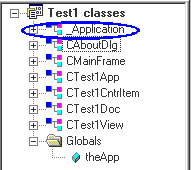 Test1 classes
_Application
CAboutDlg
CMainFrame
CTest1App
CTest1CntrItem
CTest1Doc
CTest1View
Globals
theApp